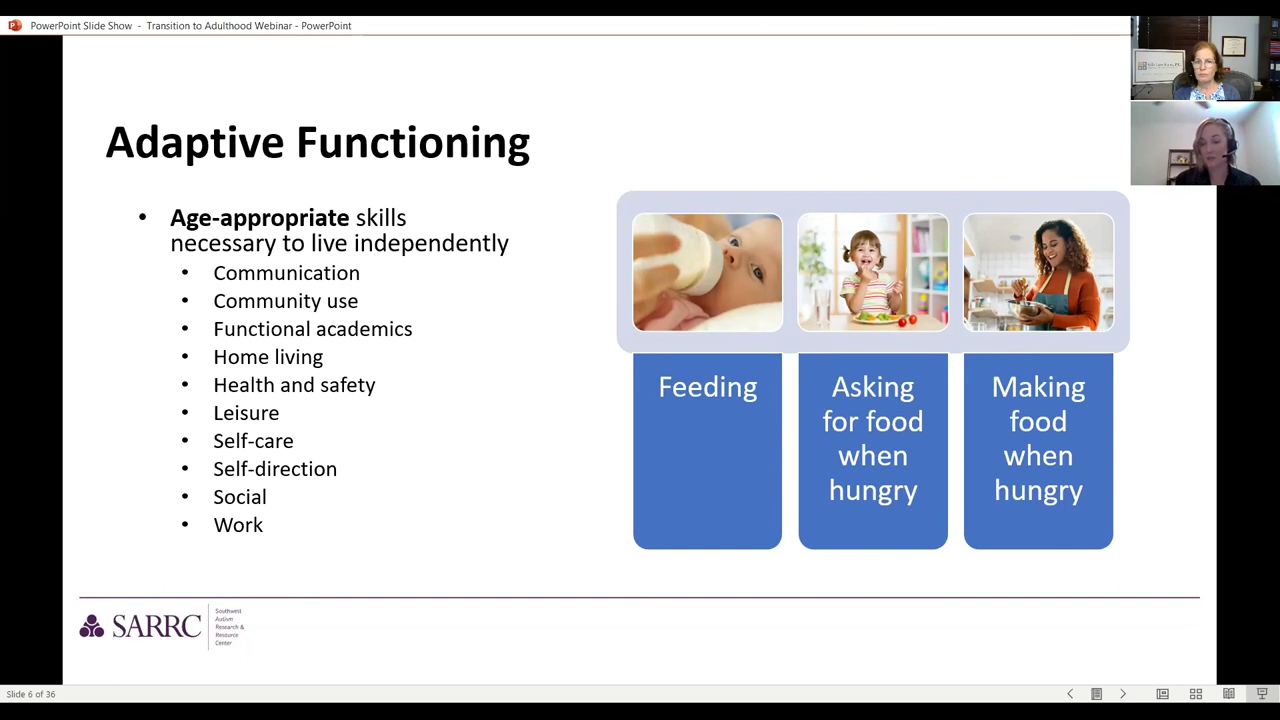 PowerPoint Slide Show - Transition to Adulthood Webinar - PowerPoint
Adaptive Functioning
• Age-appropriate skills
necessary to live independently
• Communication
• Community use
• Functional academics
• Home living
• Health and safety
• Leisure
• Self-care
• Self-direction
• Social
• Work
Feeding
Asking
for food
when
hungry
Making
food
when
hungry
SARRC
Southwest
Autism
Research &
Resource
Center
Slide 6 of 36